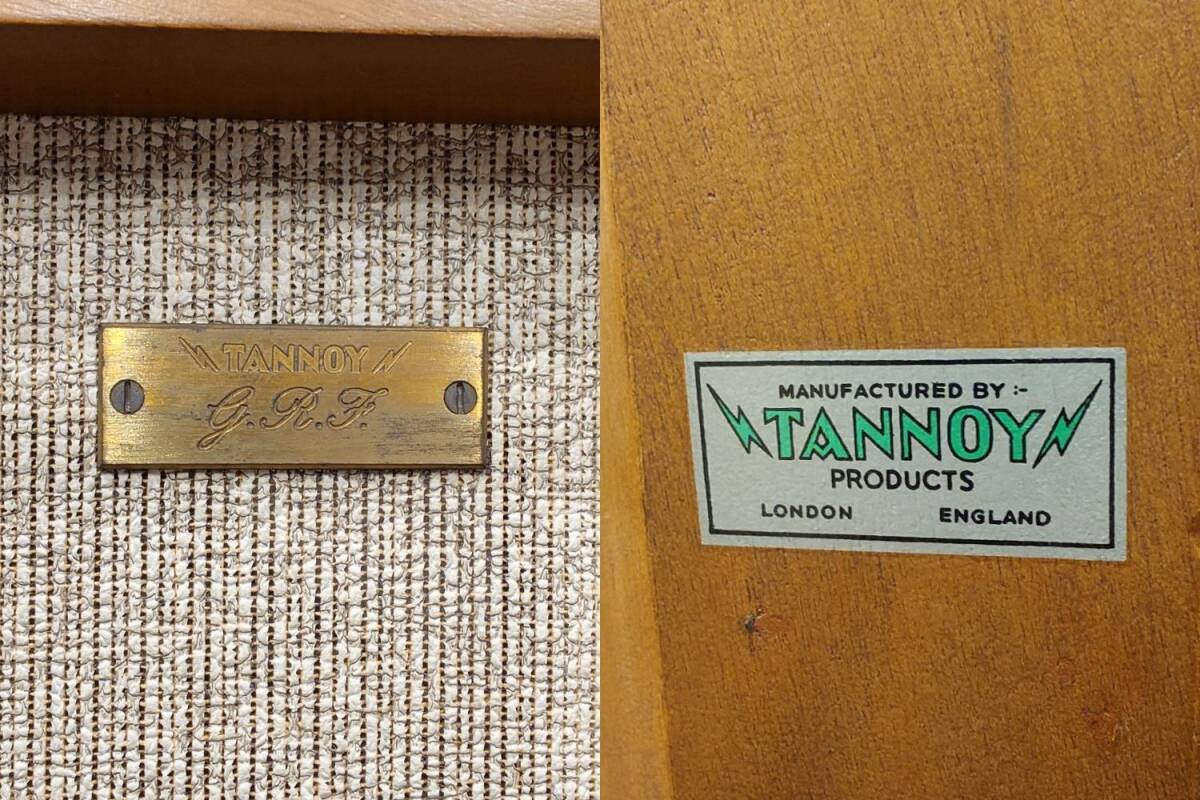 TANNOY
G.R.F.
MANUFACTURED BY :-
TANNOY
PRODUCTS
LONDON ENGLAND